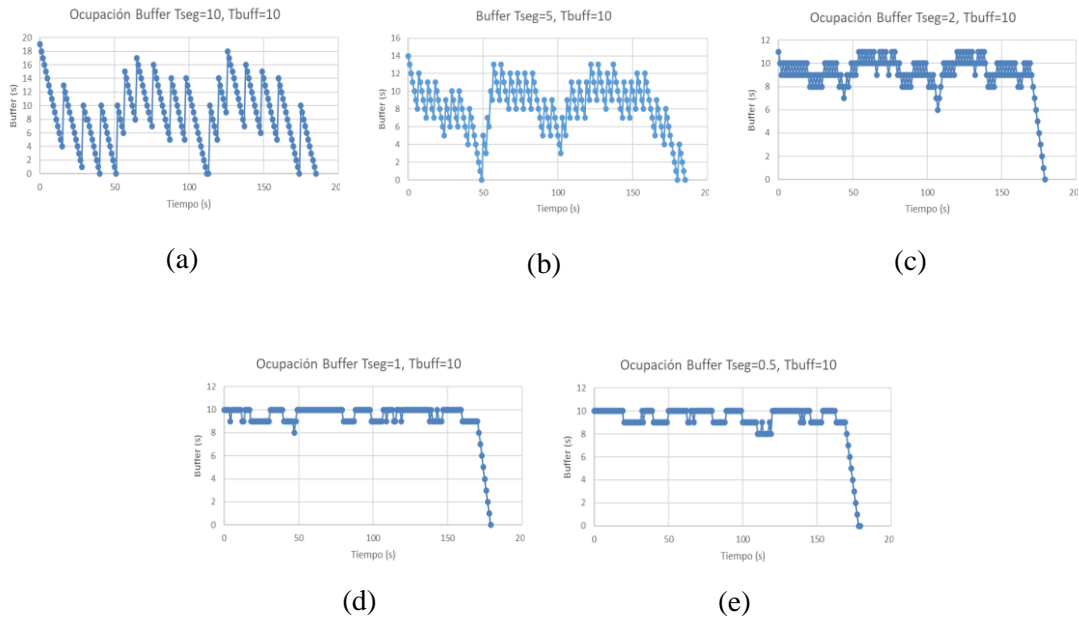 Ocupación Buffer Tseg=10, Tbuff=10
20
18
16
14
12
10
8
6
4
2
0
Buffer (s)
0 50 100 150 20
Tiempo (s)
(a)
Buffer Tseg=5, Tbuff=10
16
14
12
10
8
6
4
2
0
Buffer (s)
0 50 100 150 20
Tiempo (s)
(b)
Ocupación Buffer Tseg=2, Tbuff=10
12
10
8
6
4
2
0
Buffer (s)
0 50 100 150 20
Tiempo (s)
(c)
Ocupación Buffer Tseg=1, Tbuff=10
12
10
8
6
4
2
0
Buffer (s)
0 50 100 150 20
Tiempo (s)
(d)
Ocupación Buffer Tseg=0.5, Tbuff=10
12
10
8
6
4
2
0
Buffer (s)
0 50 100 150 20
Tiempo (s)
(e)